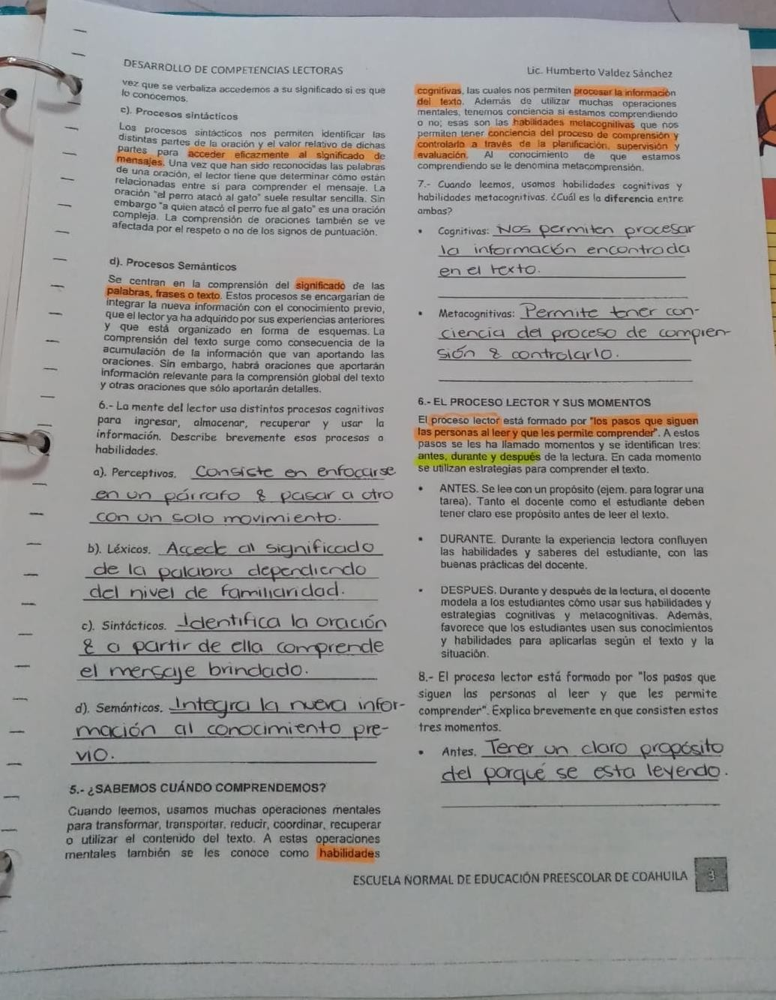 DESARROLLO DE COMPETENCIAS LECTORAS
Lic. Humberto Valdez Sánchez
vez que se verbaliza accedemos a su significado si es que
lo conocemos.
c). Procesos sintácticos
Los procesos sintácticos nos permiten identificar las
distintas partes de la oración y el valor relativo de dichas
partes para acceder eficazmente al significado de
mensajes. Una vez que han sido reconocidas las palabras
de una oración, el lector tiene que determinar cómo están
relacionadas entre si para comprender el mensaje. La
oración "el perro atacó al gato" suele resultar sencilla. Sin
embargo "a quien atacó el perro fue al gato" es una oración
compleja. La comprensión de oraciones también se ve
afectada por el respeto o no de los signos de puntuación.
d). Procesos Semánticos
Se centran en la comprensión del significado de las
palabras, frases o texto. Estos procesos se encargarían de
integrar la nueva información con el conocimiento previo,
que el lector ya ha adquirido por sus experiencias anteriores
y que está organizado en forma de esquemas. La
comprensión del texto surge como consecuencia de la
acumulación de la información que van aportando las
oraciones. Sin embargo, habrá oraciones que aportarán
información relevante para la comprensión global del texto
y otras oraciones que sólo aportarán detalles.
6.- La mente del lector usa distintos procesos cognitivos
para ingresar, almacenar, recuperar y usar la
información. Describe brevemente esos procesos o
habilidades.
a). Perceptivos. Consiste en enfocarse
en un párrafo & pasar a otro
con un solo movimiento.
b). Léxicos. Accede al significado
de la palabra dependiendo
del nivel de familiaridad.
c). Sintácticos. Identifica la oración
& a partir de ella comprende
el mensaje brindado.
d). Semánticos. Integra la nueva infor-
mación al conocimiento pre-
vio.
5.- ¿SABEMOS CUÁNDO COMPRENDEMOS?
Cuando leemos, usamos muchas operaciones mentales
para transformar, transportar, reducir, coordinar, recuperar
o utilizar el contenido del texto. A estas operaciones
mentales también se les conoce como habilidades
cognitivas, las cuales nos permiten procesar la información
del texto. Además de utilizar muchas operaciones
mentales, tenemos conciencia si estamos comprendiendo
o no; esas son las habilidades metacognitivas que nos
permiten tener conciencia del proceso de comprensión y
controlarlo a través de la planificación, supervisión y
evaluación. Al conocimiento de que estamos
comprendiendo se le denomina metacomprensión.
7.- Cuando leemos, usamos habilidades cognitivas y
habilidades metacognitivas. ¿Cuál es la diferencia entre
ambas?
• Cognitivas: Nos permiten procesar
la información encontrada
en el texto.
• Metacognitivas: Permite tener con-
ciencia del proceso de compren-
sión & controlarlo.
6.- EL PROCESO LECTOR Y SUS MOMENTOS
El proceso lector está formado por "los pasos que siguen
las personas al leer y que les permite comprender". A estos
pasos se les ha llamado momentos y se identifican tres:
antes, durante y después de la lectura. En cada momento
se utilizan estrategias para comprender el texto.
• ANTES. Se lee con un propósito (ejem. para lograr una
tarea). Tanto el docente como el estudiante deben
tener claro ese propósito antes de leer el texto.
• DURANTE. Durante la experiencia lectora confluyen
las habilidades y saberes del estudiante, con las
buenas prácticas del docente.
• DESPUES. Durante y después de la lectura, el docente
modela a los estudiantes cómo usar sus habilidades y
estrategias cognitivas y metacognitivas. Además,
favorece que los estudiantes usen sus conocimientos
y habilidades para aplicarlas según el texto y la
situación.
8.- El proceso lector está formado por "los pasos que
siguen las personas al leer y que les permite
comprender". Explica brevemente en que consisten estos
tres momentos.
• Antes. Tener un claro propósito
del porqué se esta leyendo.
ESCUELA NORMAL DE EDUCACIÓN PREESCOLAR DE COAHUILA
3